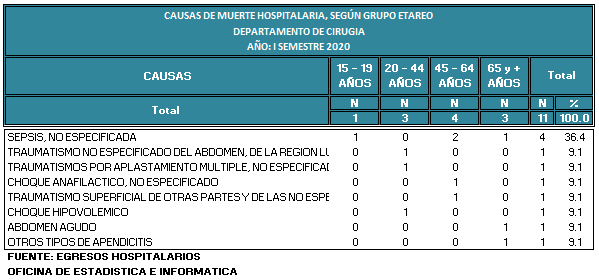 CAUSAS DE MUERTE HOSPITALARIA, SEGÚN GRUPO ETAREO
DEPARTAMENTO DE CIRUGIA
AÑO: I SEMESTRE 2020
CAUSAS 15 - 19 AÑOS 20 - 44 AÑOS 45 - 64 AÑOS 65 y + AÑOS Total
Total N N N N N %
1 3 4 3 11 100.0
SEPSIS, NO ESPECIFICADA 1 0 2 1 4 36.4
TRAUMATISMO NO ESPECIFICADO DEL ABDOMEN, DE LA REGION LU 0 1 0 0 1 9.1
TRAUMATISMOS POR APLASTAMIENTO MULTIPLE, NO ESPECIFICAD 0 1 0 0 1 9.1
CHOQUE ANAFILACTICO, NO ESPECIFICADO 0 0 1 0 1 9.1
TRAUMATISMO SUPERFICIAL DE OTRAS PARTES Y DE LAS NO ESPE 0 0 1 0 1 9.1
CHOQUE HIPOVOLEMICO 0 1 0 0 1 9.1
ABDOMEN AGUDO 0 0 0 1 1 9.1
OTROS TIPOS DE APENDICITIS 0 0 0 1 1 9.1
FUENTE: EGRESOS HOSPITALARIOS
OFICINA DE ESTADISTICA E INFORMATICA